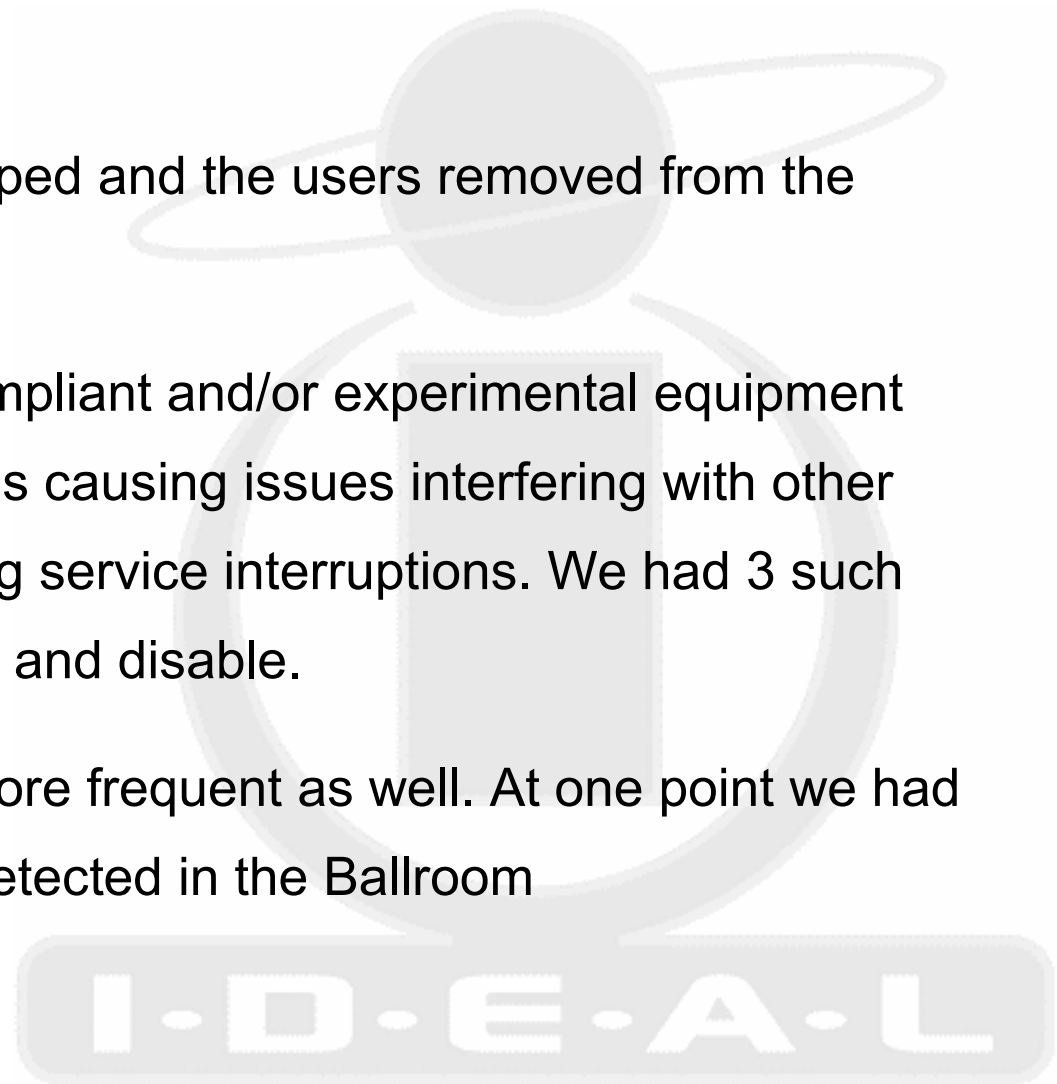 ped and the users removed from the
mpliant and/or experimental equipment
s causing issues interfering with other
g service interruptions. We had 3 such
and disable.
ore frequent as well. At one point we had
etected in the Ballroom
I·D·E·A·L